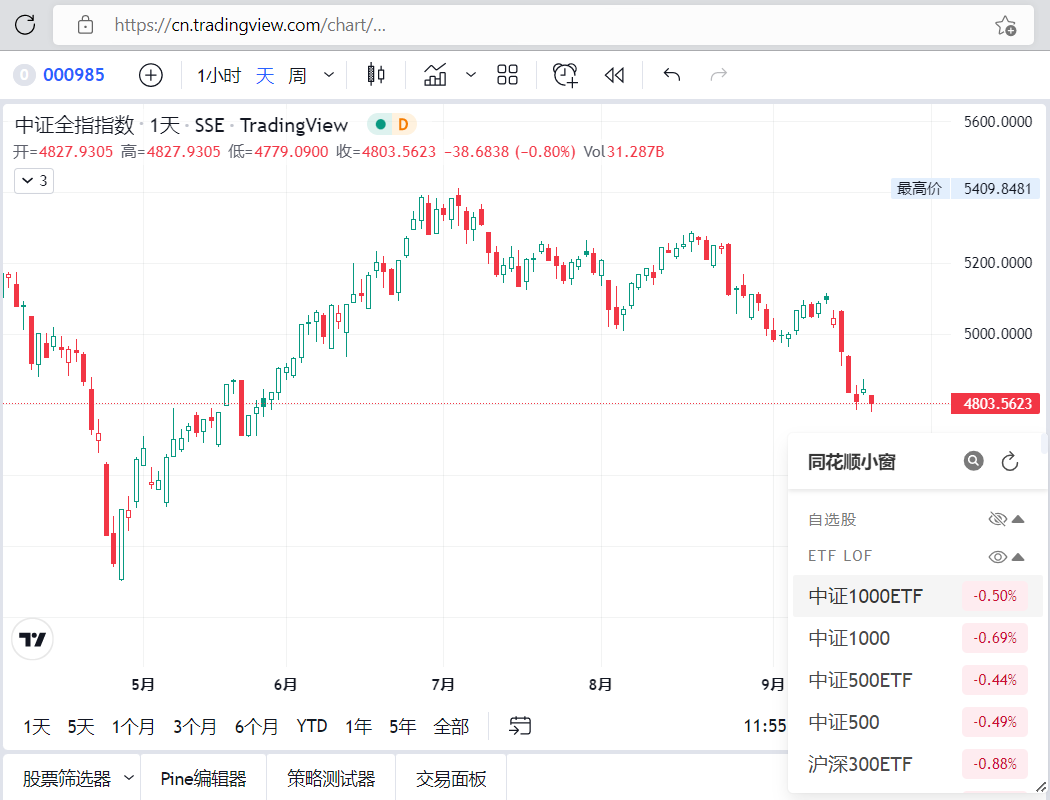 https://cn.tradingview.com/chart/...
0 000985 1小时 天 周
中证全指指数 · 1天 · SSE · TradingView D
开=4827.9305 高=4827.9305 低=4779.0900 收=4803.5623 −38.6838 (−0.80%) Vol31.287B
3
5600.0000
最高价 5409.8481
5200.0000
5000.0000
4803.5623
5月 6月 7月 8月 9月
1天 5天 1个月 3个月 6个月 YTD 1年 5年 全部 11:55
股票筛选器 Pine编辑器 策略测试器 交易面板
同花顺小窗
自选股
ETF LOF
中证1000ETF -0.50%
中证1000 -0.69%
中证500ETF -0.44%
中证500 -0.49%
沪深300ETF -0.88%